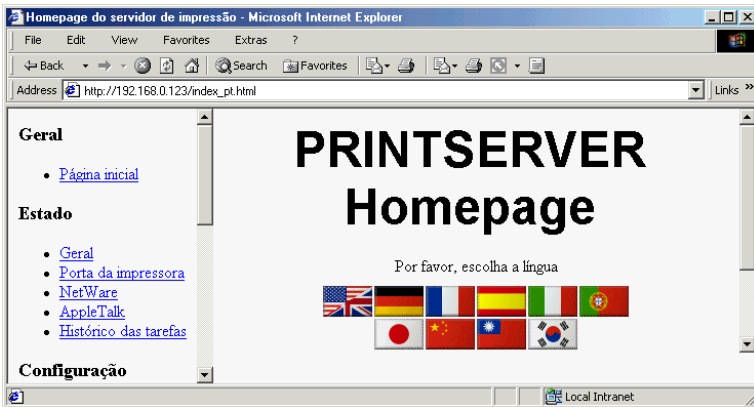 Homepage do servidor de impressão - Microsoft Internet Explorer
File Edit View Favorites Extras ?
Back Search Favorites
Address http://192.168.0.123/index_pt.html Links »
Geral
Página inicial
Estado
Geral
Porta da impressora
NetWare
AppleTalk
Histórico das tarefas
Configuração
PRINTSERVER
Homepage
Por favor, escolha a língua
Local Intranet